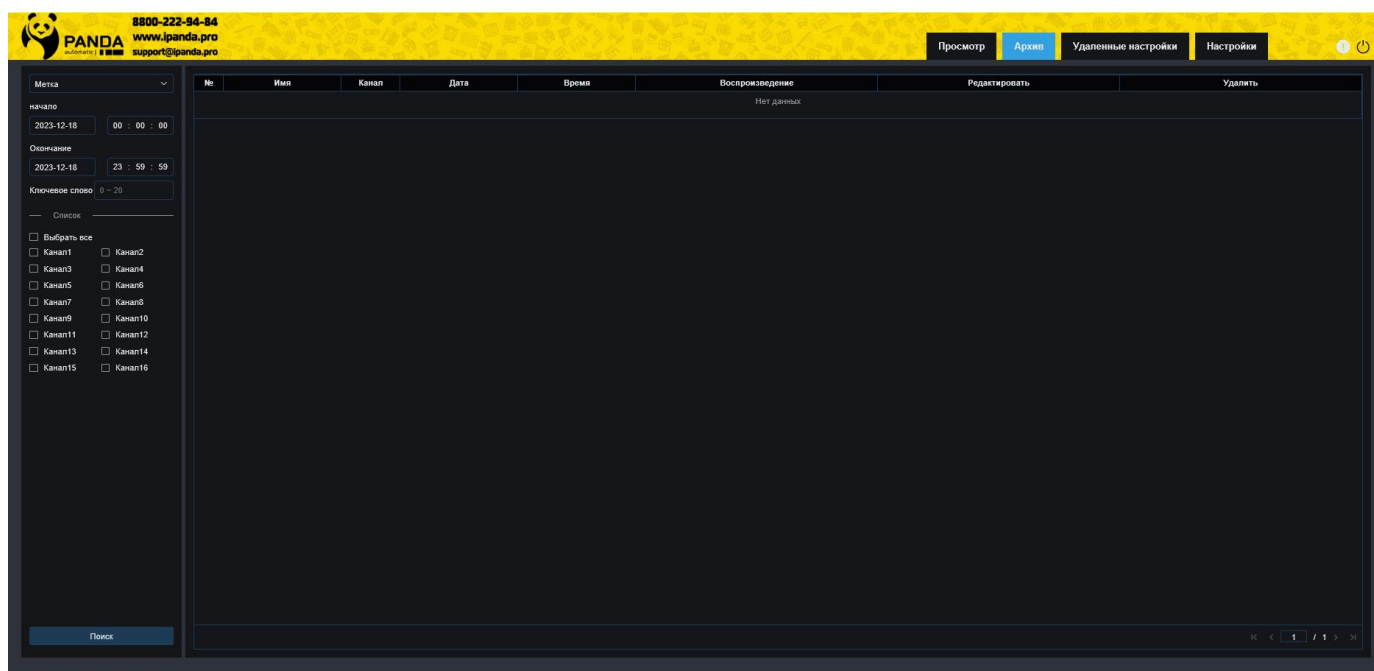 8800-222-94-84
PANDA www.ipanda.pro
automatic support@ipanda.pro
Просмотр Архив Удаленные настройки Настройки
Метка
№ Имя Канал Дата Время Воспроизведение Редактировать Удалить
Нет данных
начало
2023-12-18 00 : 00 : 00
Окончание
2023-12-18 23 : 59 : 59
Ключевое слово 0 ~ 20
Список
Выбрать все
Канал1 Канал2
Канал3 Канал4
Канал5 Канал6
Канал7 Канал8
Канал9 Канал10
Канал11 Канал12
Канал13 Канал14
Канал15 Канал16
Поиск
1 / 1